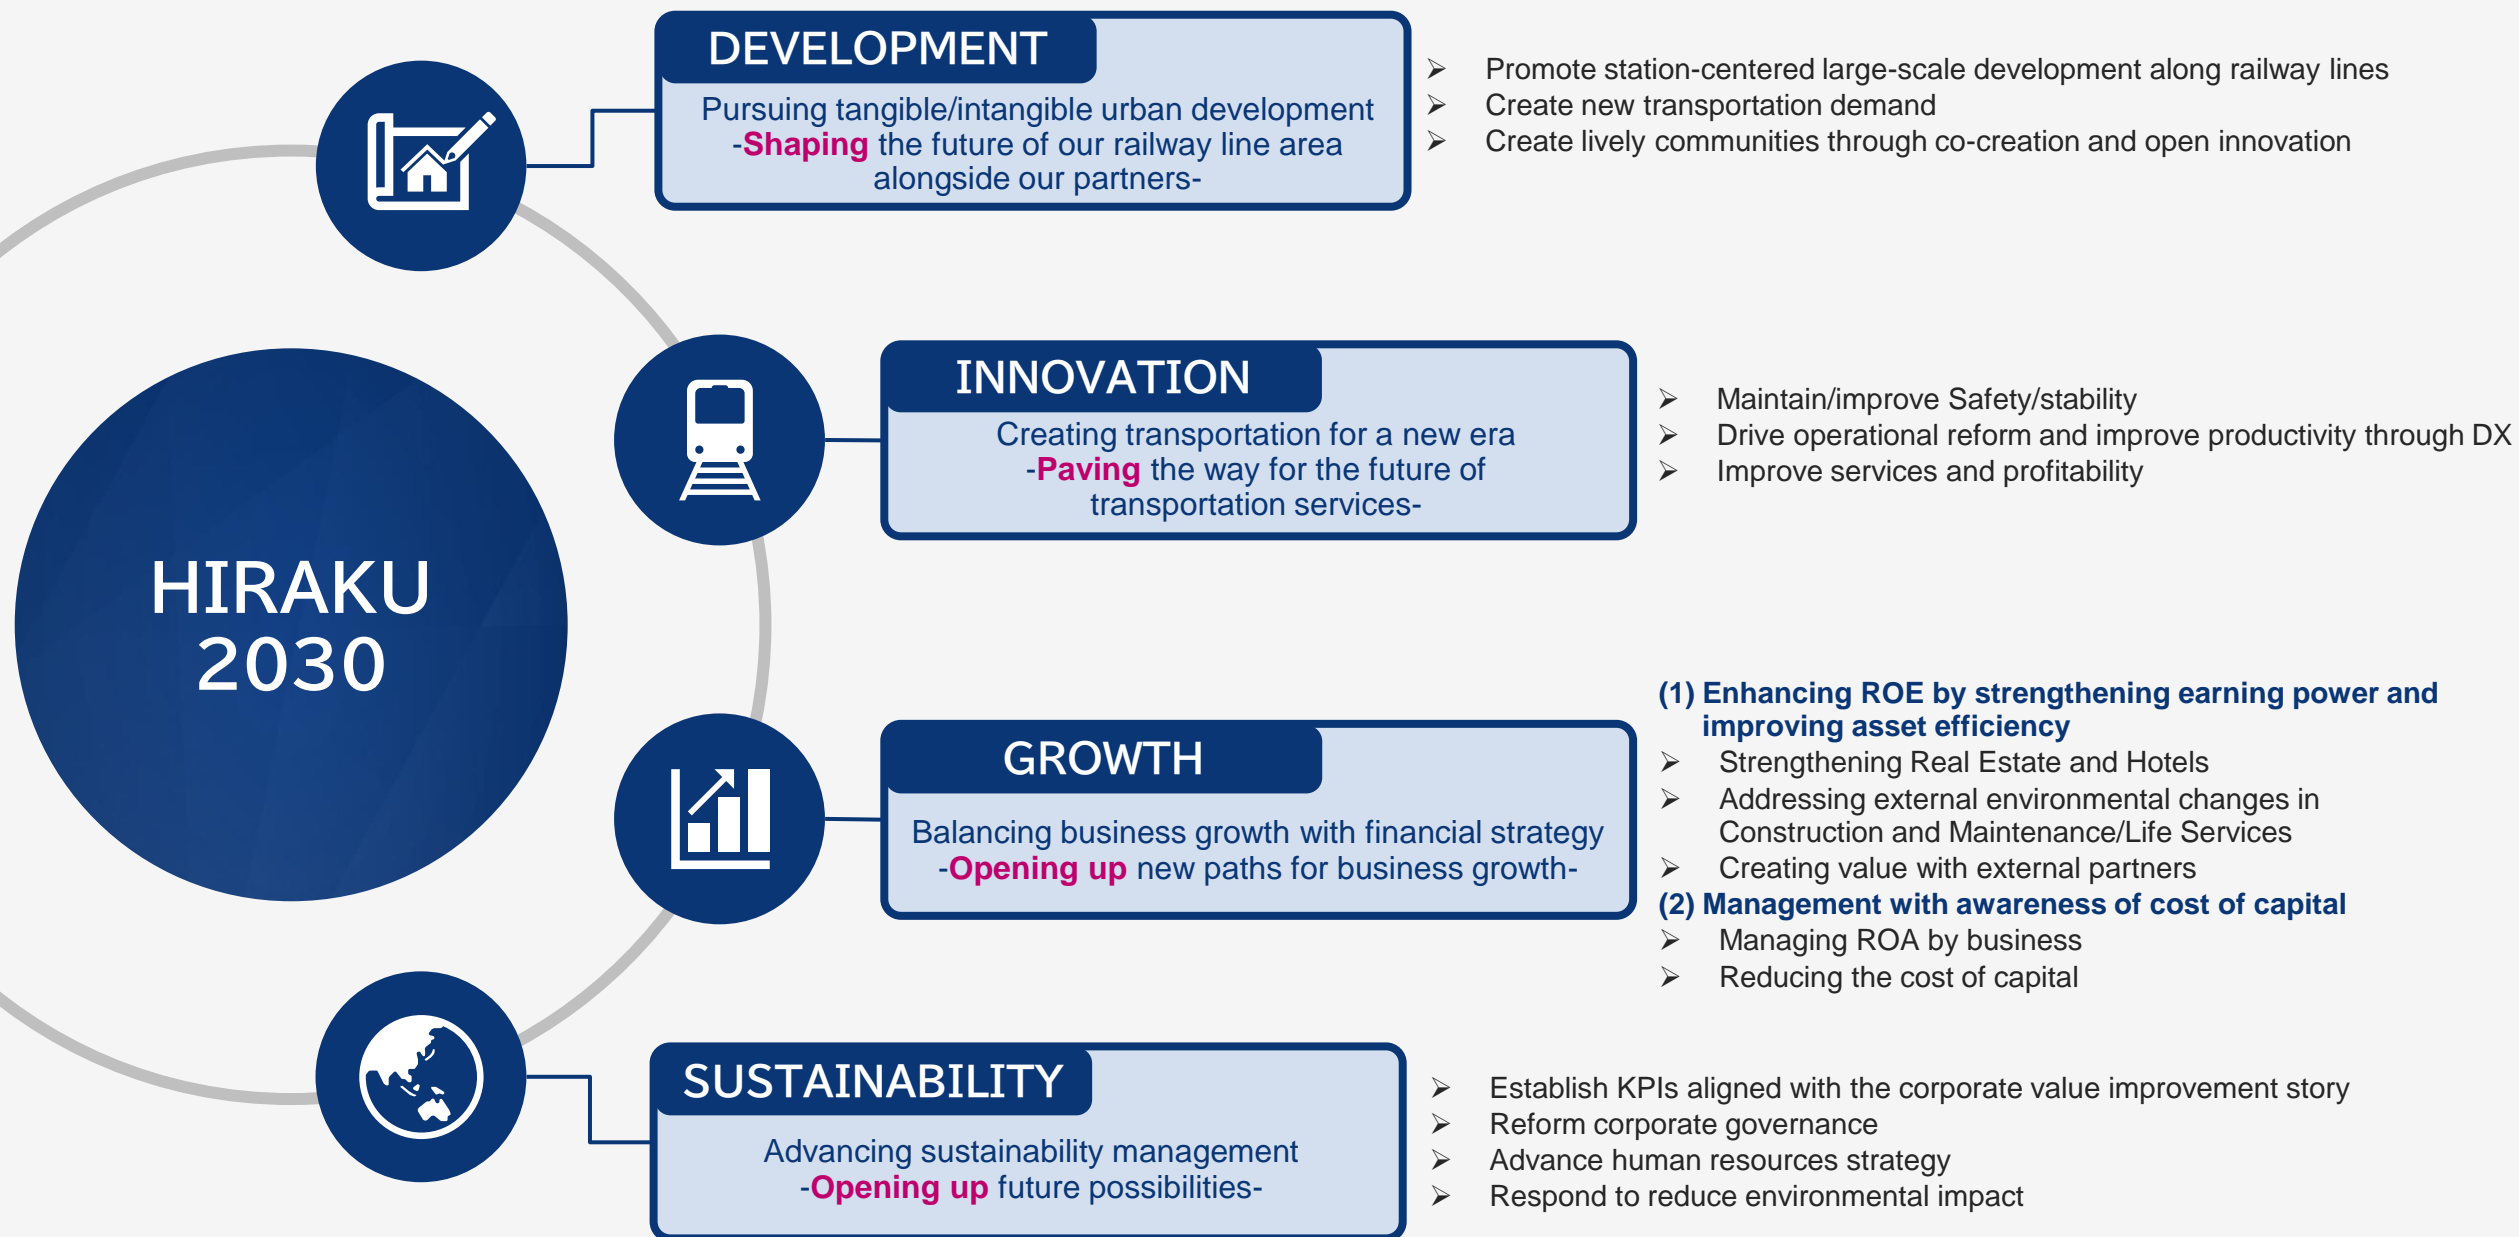 DEVELOPMENT
Pursuing tangible/intangible urban development
-Shaping the future of our railway line area
alongside our partners-
➢ Promote station-centered large-scale development along railway lines
➢ Create new transportation demand
➢ Create lively communities through co-creation and open innovation
INNOVATION
Creating transportation for a new era
-Paving the way for the future of
transportation services-
➢ Maintain/improve Safety/stability
➢ Drive operational reform and improve productivity through DX
➢ Improve services and profitability
HIRAKU
2030
GROWTH
Balancing business growth with financial strategy
-Opening up new paths for business growth-
(1) Enhancing ROE by strengthening earning power and
improving asset efficiency
➢ Strengthening Real Estate and Hotels
➢ Addressing external environmental changes in
Construction and Maintenance/Life Services
➢ Creating value with external partners
(2) Management with awareness of cost of capital
➢ Managing ROA by business
➢ Reducing the cost of capital
SUSTAINABILITY
Advancing sustainability management
-Opening up future possibilities-
➢ Establish KPIs aligned with the corporate value improvement story
➢ Reform corporate governance
➢ Advance human resources strategy
➢ Respond to reduce environmental impact